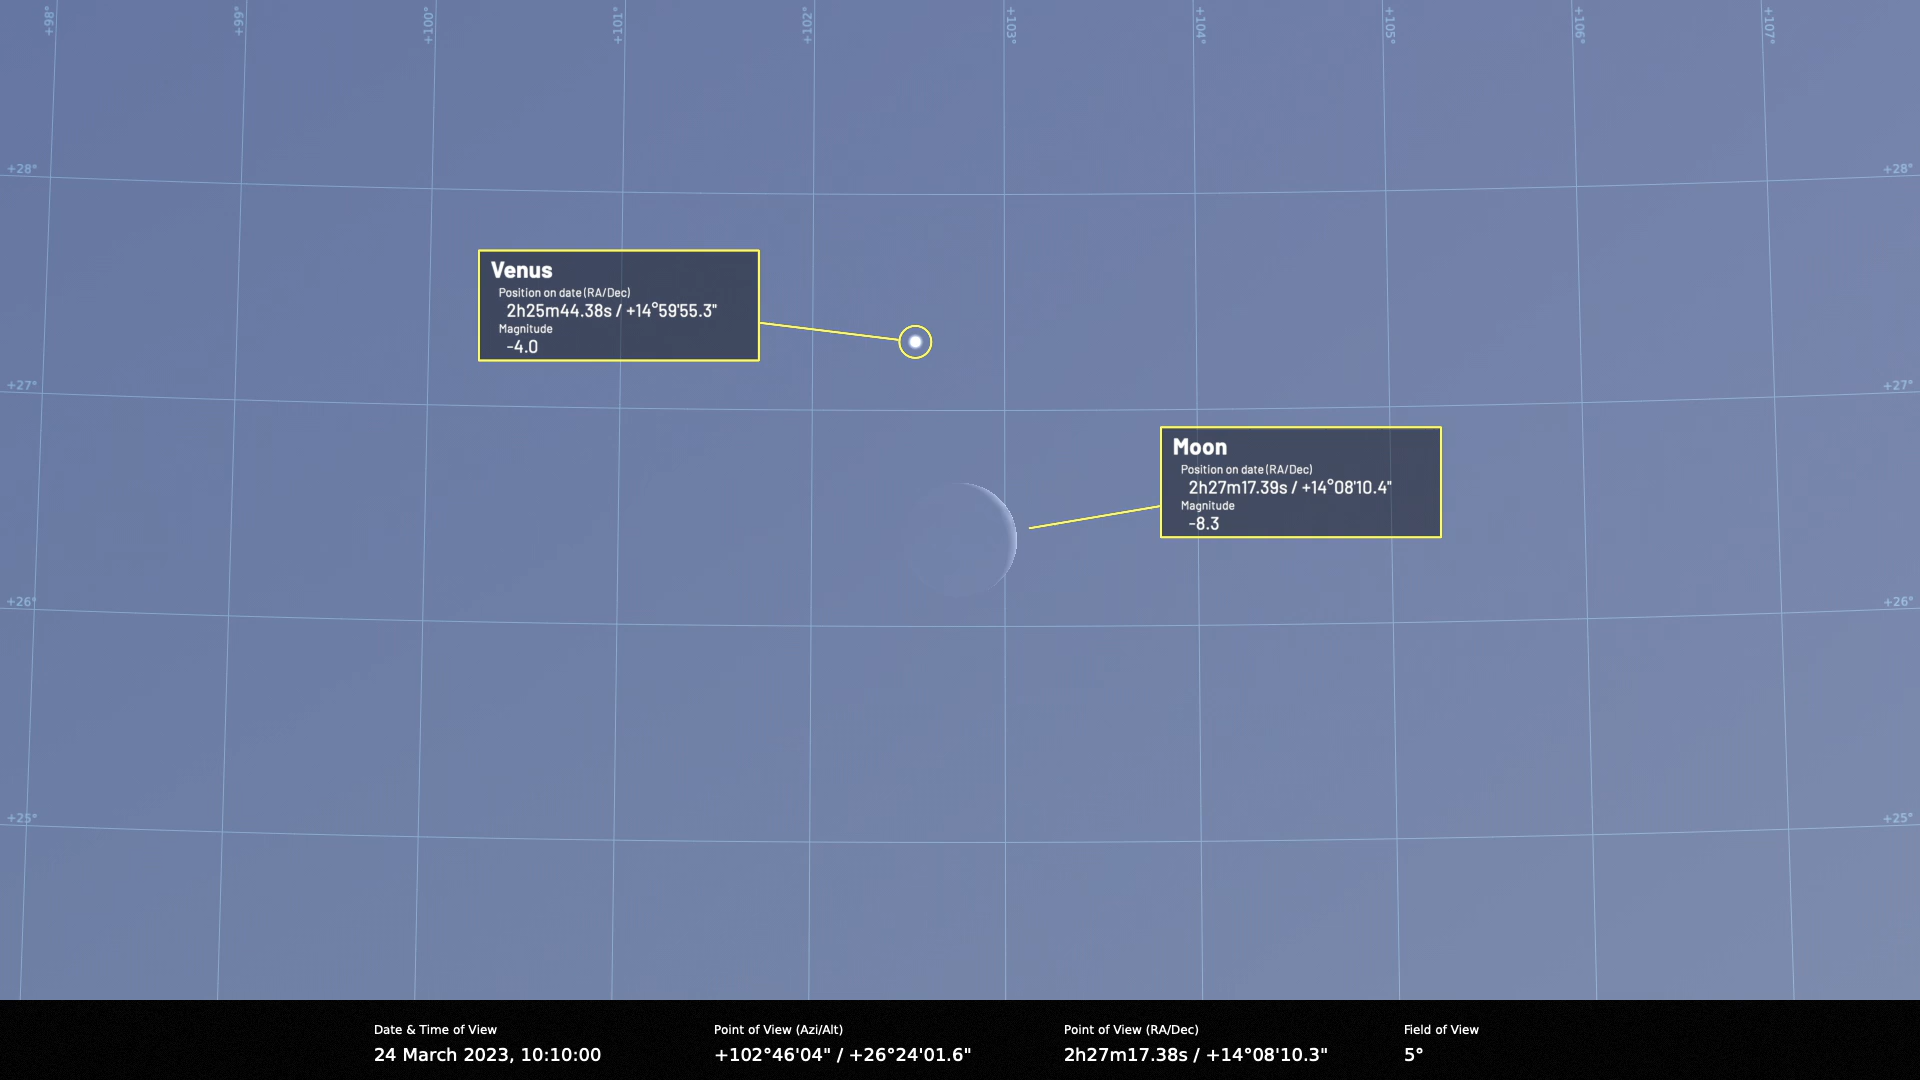 +98°
+99°
+100°
+101°
+102°
+103°
+104°
+105°
+106°
+107°
+28°
+28°
Venus
Position on date (RA/Dec)
2h25m44.38s / +14°59'55.3"
Magnitude
-4.0
+27°
+27°
Moon
Position on date (RA/Dec)
2h27m17.39s / +14°08'10.4"
Magnitude
-8.3
+26°
+26°
+25°
+25°
Date & Time of View
24 March 2023, 10:10:00
Point of View (Azi/Alt)
+102°46'04" / +26°24'01.6"
Point of View (RA/Dec)
2h27m17.38s / +14°08'10.3"
Field of View
5°